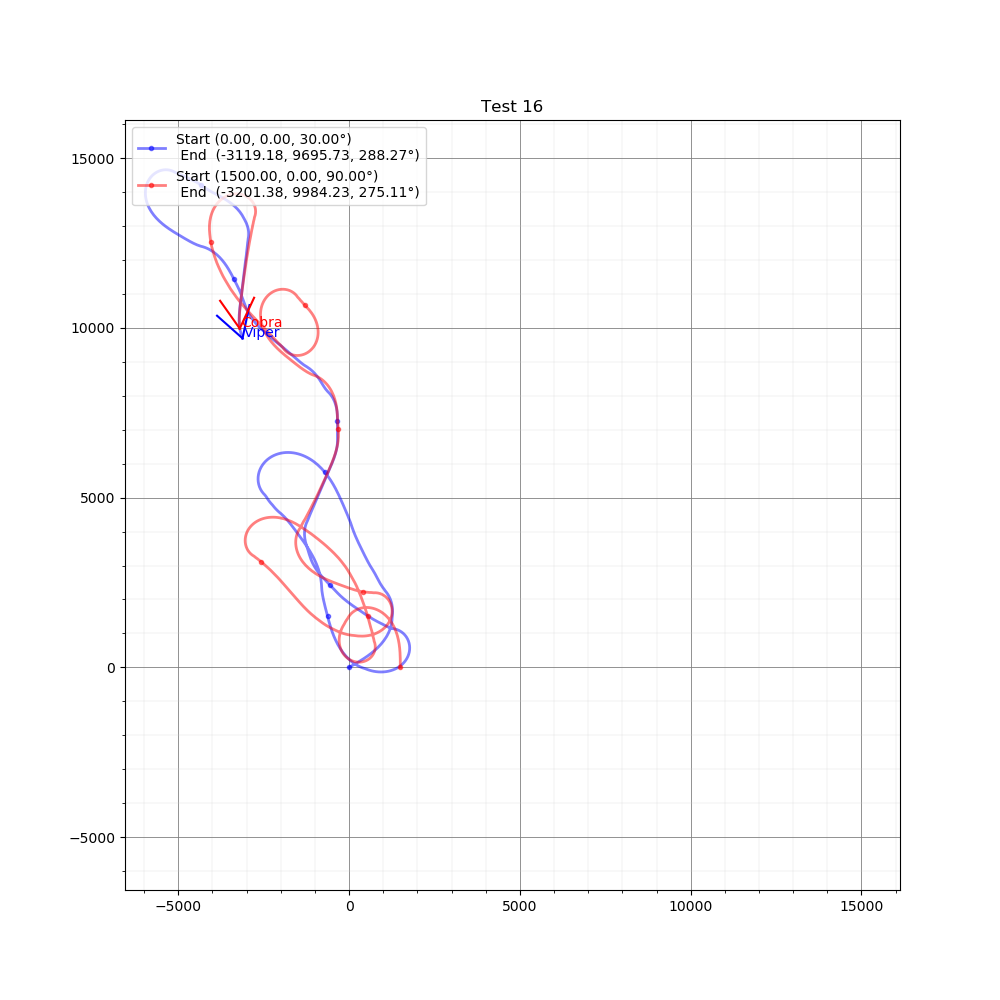 Test 16
Start (0.00, 0.00, 30.00°)
End  (-3119.18, 9695.73, 288.27°)
Start (1500.00, 0.00, 90.00°)
End  (-3201.38, 9984.23, 275.11°)
15000
10000
Cobra
Viper
5000
0
−5000
−5000
0
5000
10000
15000